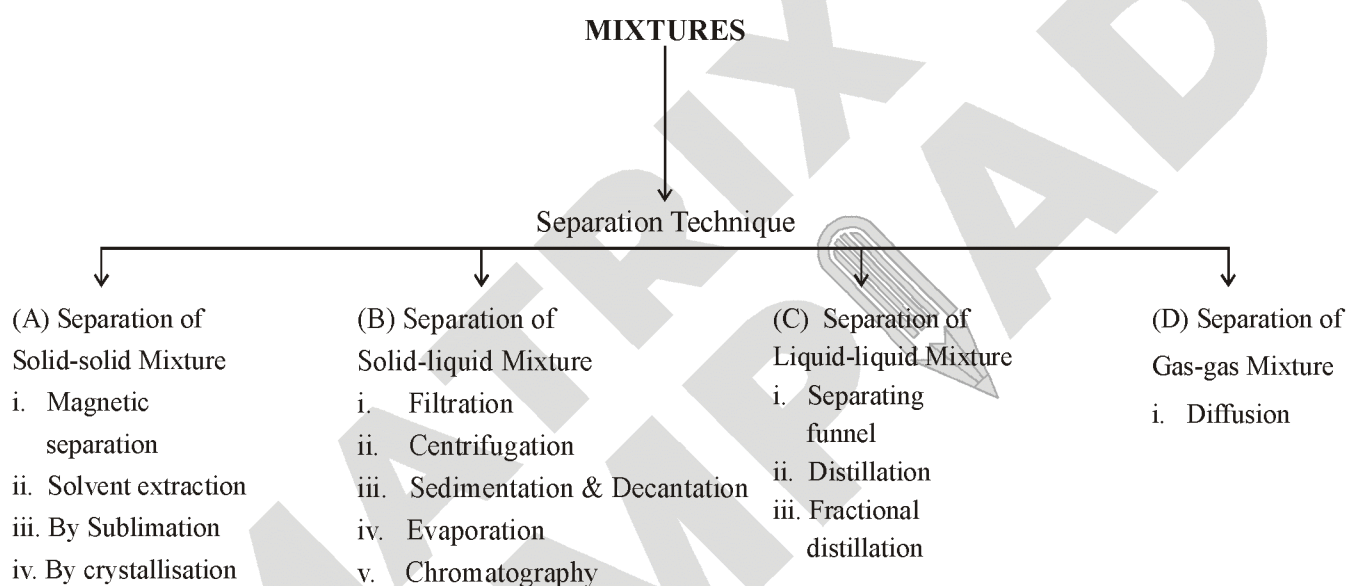 MIXTURES
Separation Technique
(A) Separation of
Solid-solid Mixture
i. Magnetic
separation
ii. Solvent extraction
iii. By Sublimation
iv. By crystallisation
(B) Separation of
Solid-liquid Mixture
i. Filtration
ii. Centrifugation
iii. Sedimentation & Decantation
iv. Evaporation
v. Chromatography
(C) Separation of
Liquid-liquid Mixture
i. Separating
funnel
ii. Distillation
iii. Fractional
distillation
(D) Separation of
Gas-gas Mixture
i. Diffusion
MATRIX